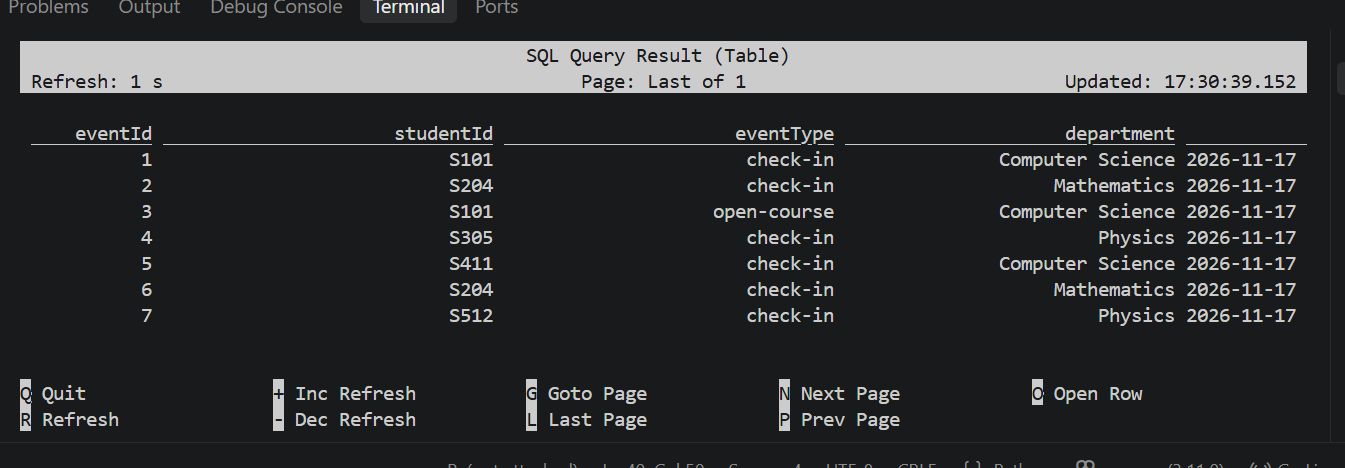 Problems Output Debug Console Terminal Ports
SQL Query Result (Table)
Refresh: 1 s Page: Last of 1 Updated: 17:30:39.152
eventId studentId eventType department
1 S101 check-in Computer Science 2026-11-17
2 S204 check-in Mathematics 2026-11-17
3 S101 open-course Computer Science 2026-11-17
4 S305 check-in Physics 2026-11-17
5 S411 check-in Computer Science 2026-11-17
6 S204 check-in Mathematics 2026-11-17
7 S512 check-in Physics 2026-11-17
Q Quit + Inc Refresh G Goto Page N Next Page O Open Row
R Refresh - Dec Refresh L Last Page P Prev Page